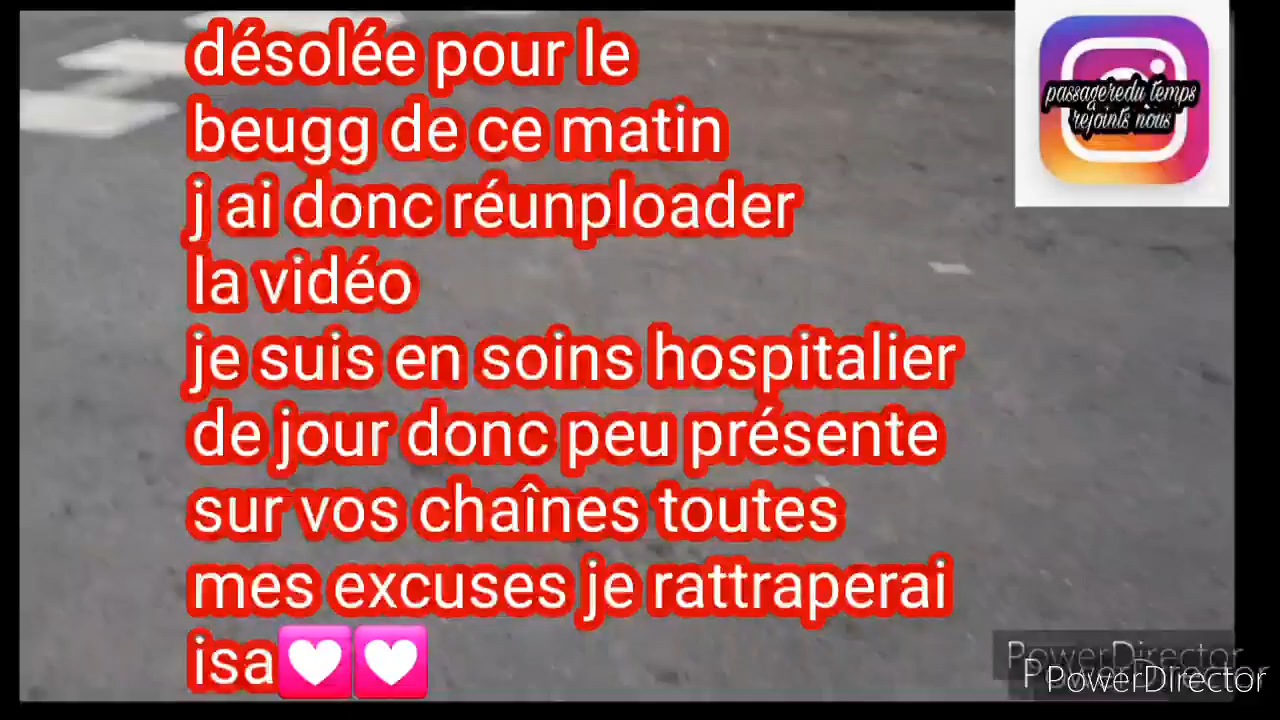 désolée pour le
beugg de ce matin
j ai donc réunploader
la vidéo
je suis en soins hospitalier
de jour donc peu présente
sur vos chaînes toutes
mes excuses je rattraperai
isa💟💟
passageredu temps
rejoints nous
PowerDirector
PowerDirector